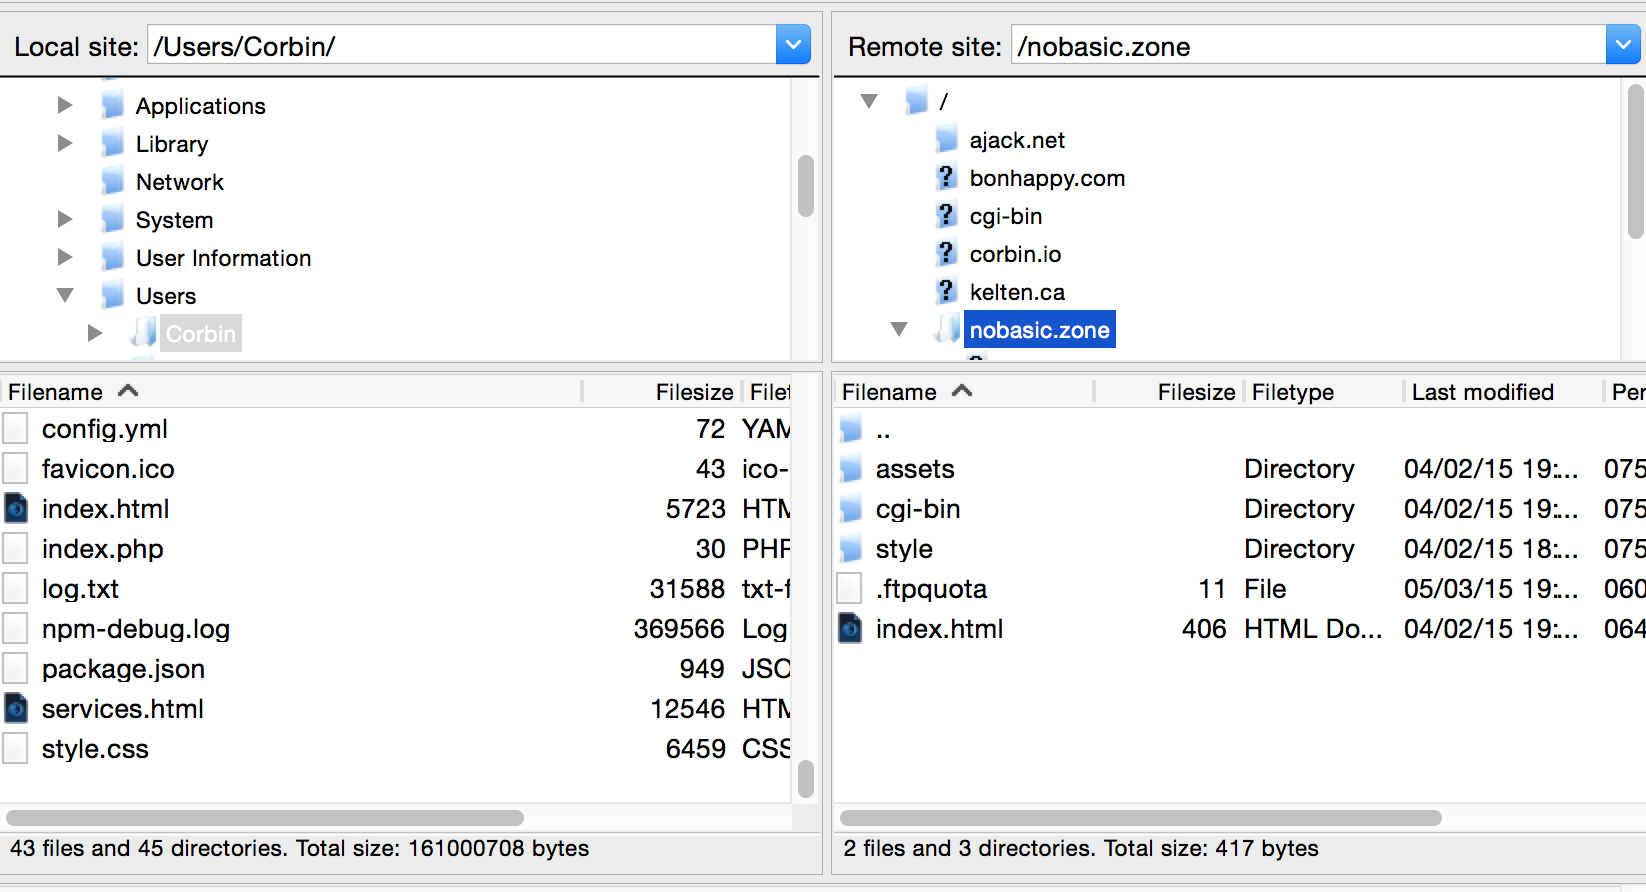 Local site: /Users/Corbin/
Applications
Library
Network
System
User Information
Users
Corbin
Filename Filesize Filet
config.yml 72 YAM
favicon.ico 43 ico-
index.html 5723 HTM
index.php 30 PHP
log.txt 31588 txt-f
npm-debug.log 369566 Log
package.json 949 JSO
services.html 12546 HTM
style.css 6459 CSS
43 files and 45 directories. Total size: 161000708 bytes
Remote site: /nobasic.zone
/
ajack.net
? bonhappy.com
? cgi-bin
? corbin.io
? kelten.ca
nobasic.zone
Filename Filesize Filetype Last modified Per
..
assets Directory 04/02/15 19:... 075
cgi-bin Directory 04/02/15 19:... 075
style Directory 04/02/15 18:... 075
.ftpquota 11 File 05/03/15 19:... 060
index.html 406 HTML Do... 04/02/15 19:... 064
2 files and 3 directories. Total size: 417 bytes